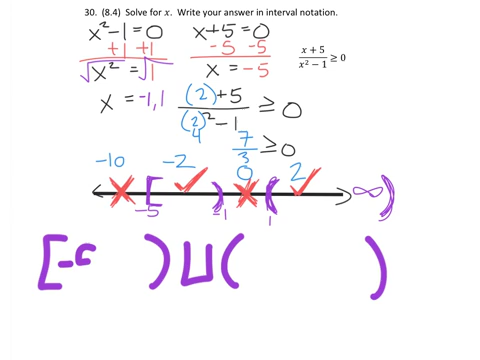 30. (8.4) Solve for x. Write your answer in interval notation.
x² - 1 = 0
+1 +1
√x² = √1
x = -1, 1
x + 5 = 0
-5 -5
x = -5
(x + 5)/(x² - 1) ≥ 0
((2) + 5)/((2)² - 1) ≥ 0
4
7/3 ≥ 0
-10 -2 0 2
-5 -1 1 ∞)
[-5 ) ∪ ( )